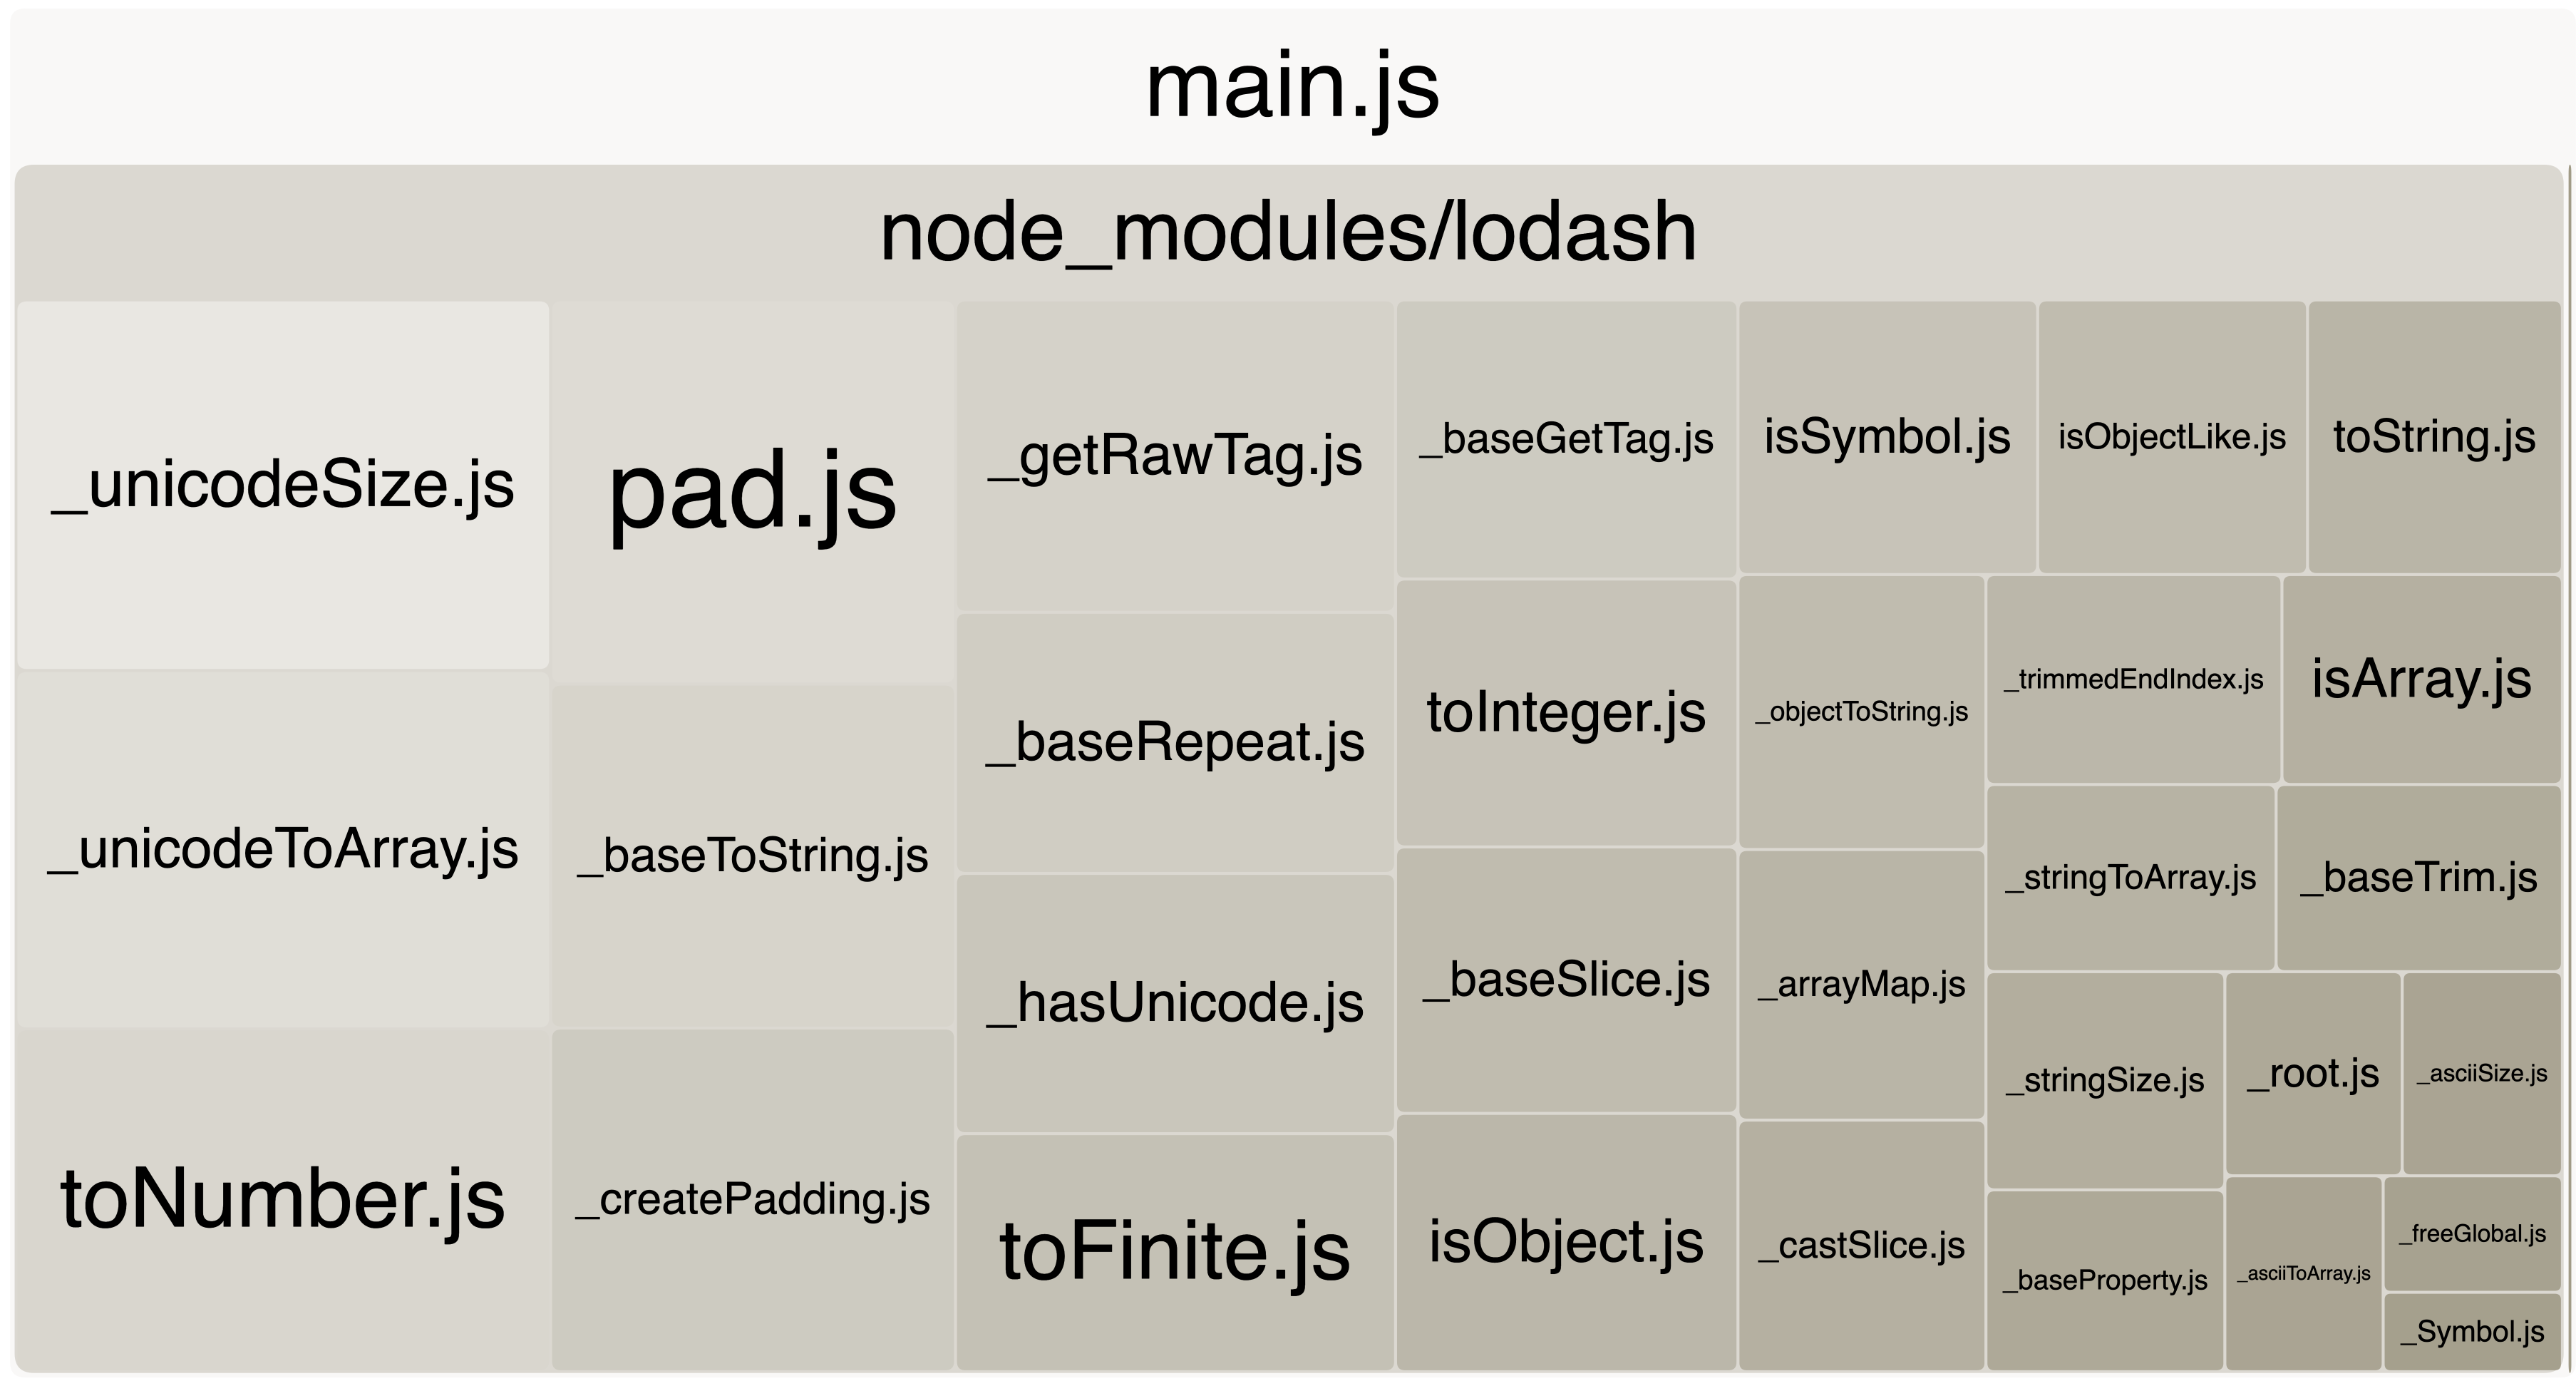 main.js
node_modules/lodash
_unicodeSize.js
_unicodeToArray.js
toNumber.js
pad.js
_baseToString.js
_createPadding.js
_getRawTag.js
_baseRepeat.js
_hasUnicode.js
toFinite.js
_baseGetTag.js
toInteger.js
_baseSlice.js
isObject.js
isSymbol.js
isObjectLike.js
toString.js
_objectToString.js
_arrayMap.js
_castSlice.js
_trimmedEndIndex.js
isArray.js
_stringToArray.js
_baseTrim.js
_stringSize.js
_baseProperty.js
_root.js
_asciiSize.js
_asciiToArray.js
_freeGlobal.js
_Symbol.js